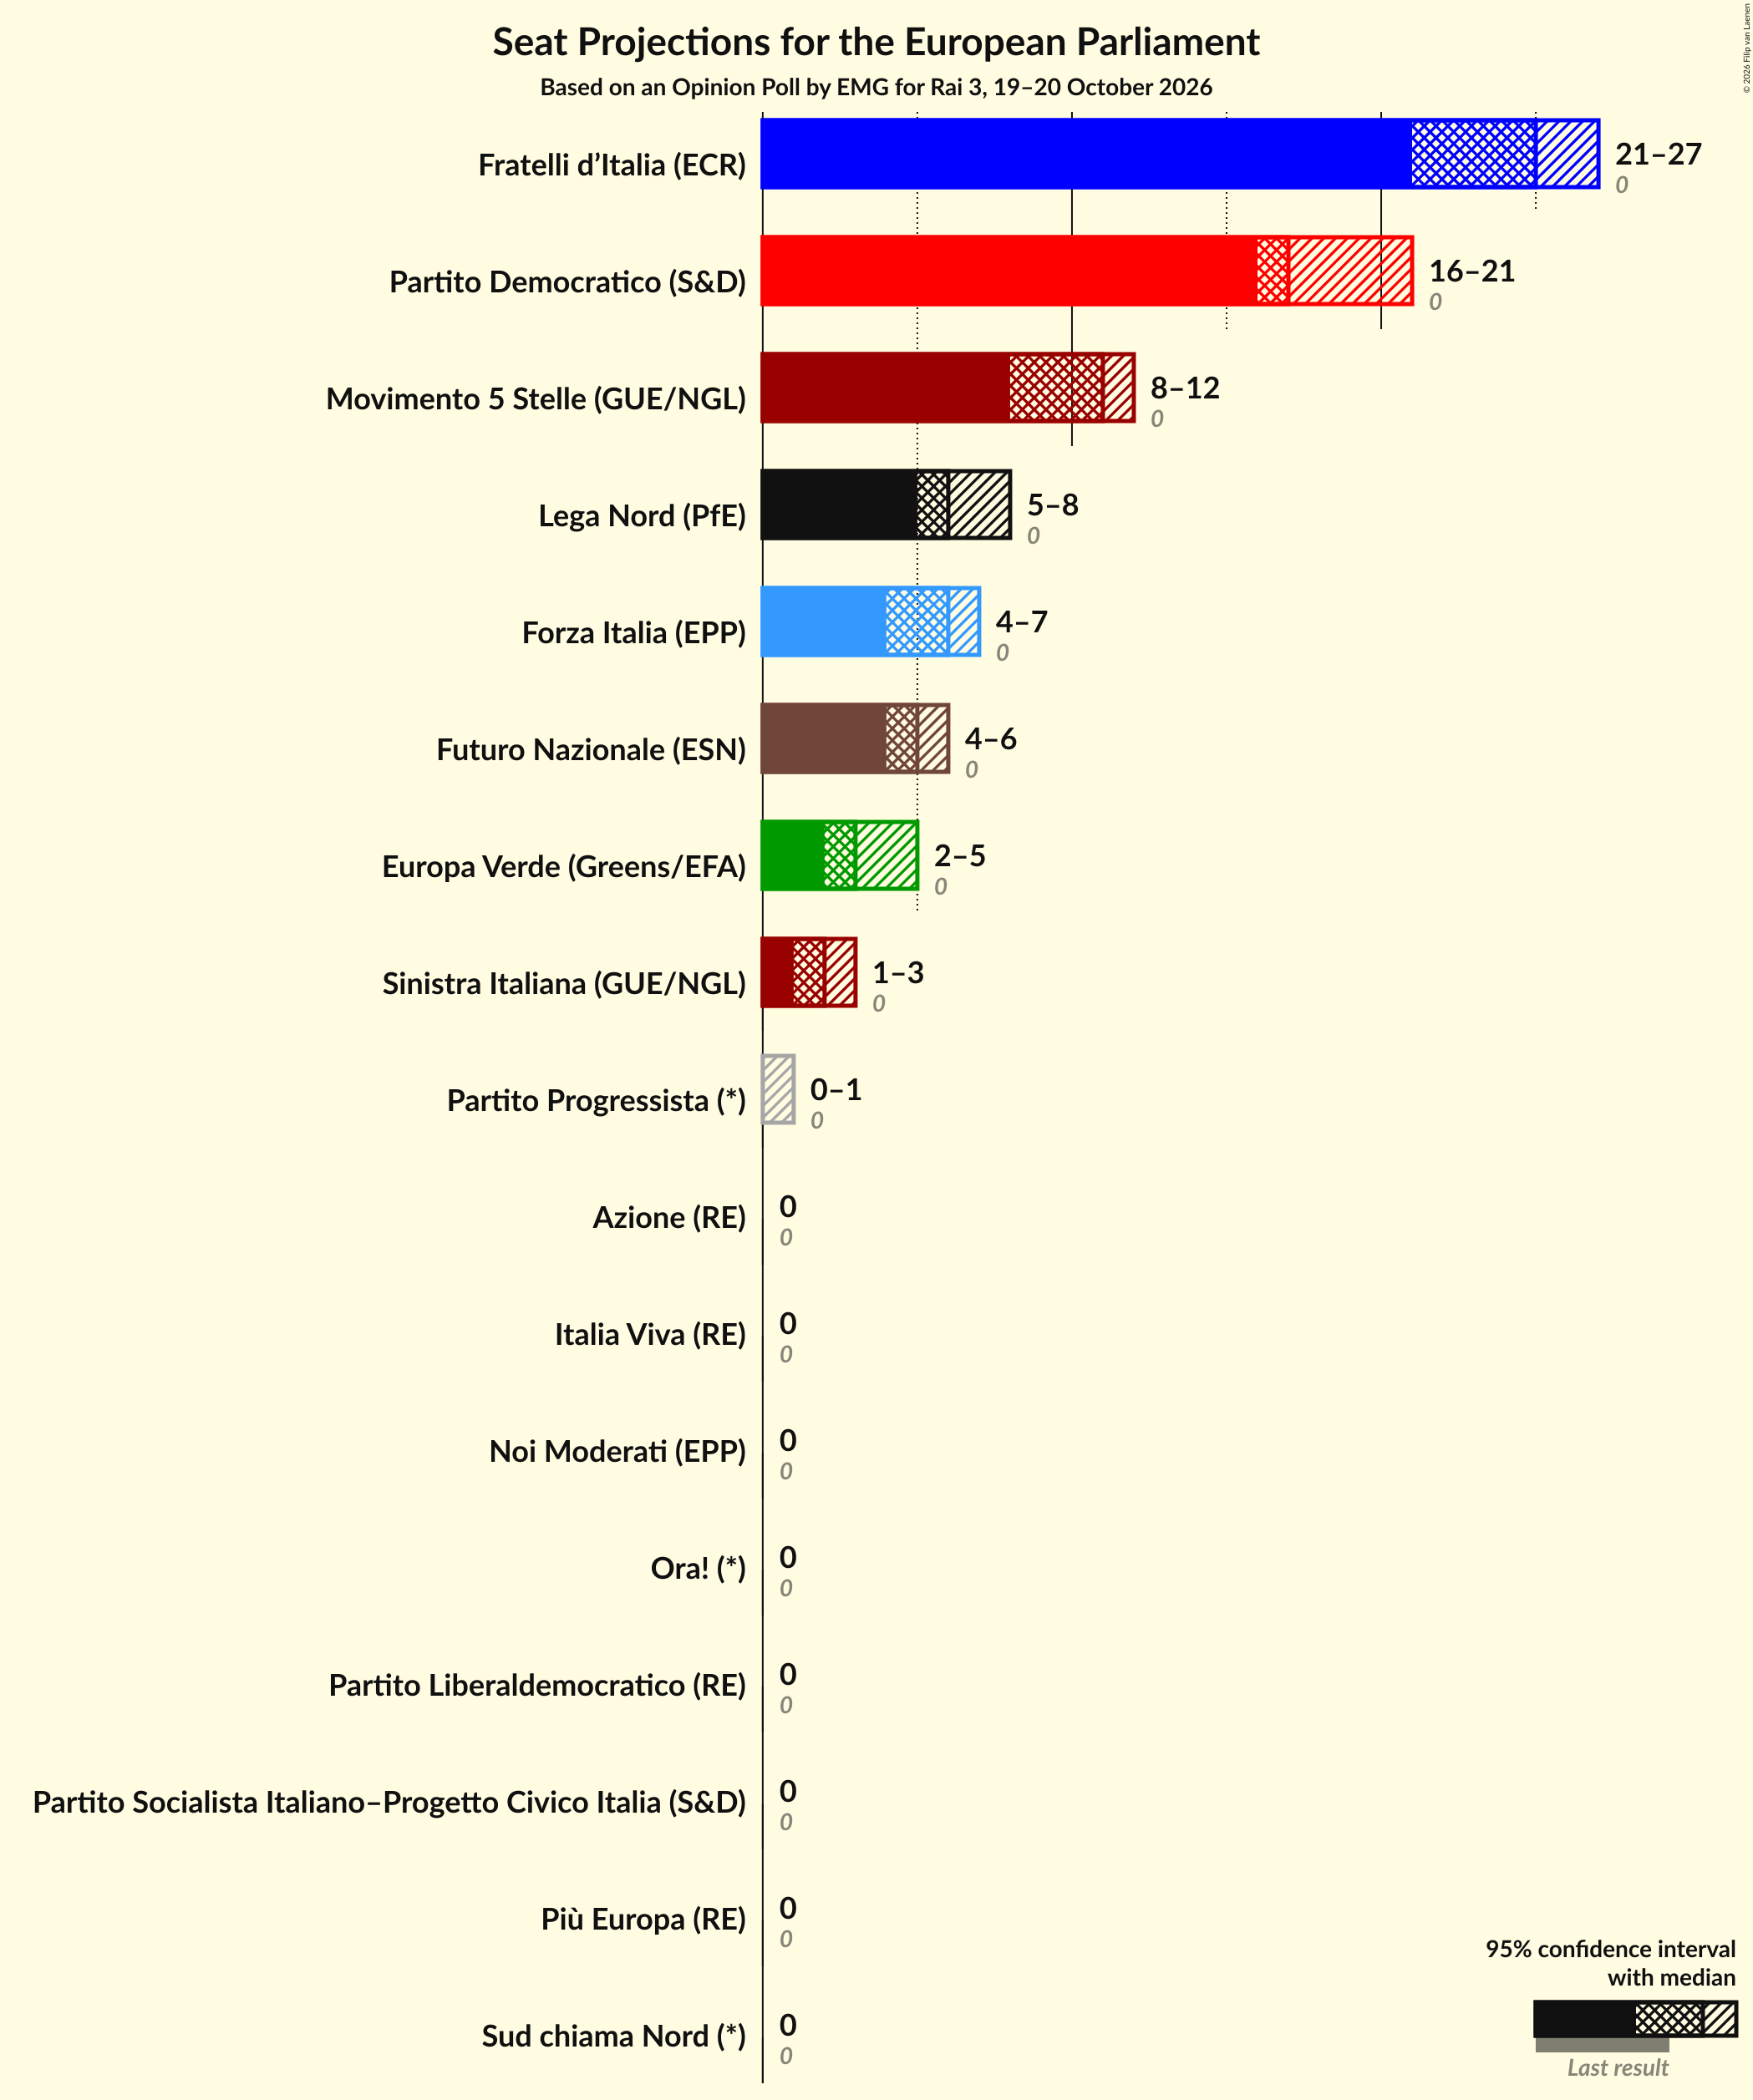 Seat Projections for the European Parliament
Based on an Opinion Poll by EMG for Rai 3, 19–20 October 2026
© 2026 Filip van Laenen
Fratelli d’Italia (ECR)
21–27
0
Partito Democratico (S&D)
16–21
0
Movimento 5 Stelle (GUE/NGL)
8–12
0
Lega Nord (PfE)
5–8
0
Forza Italia (EPP)
4–7
0
Futuro Nazionale (ESN)
4–6
0
Europa Verde (Greens/EFA)
2–5
0
Sinistra Italiana (GUE/NGL)
1–3
0
Partito Progressista (*)
0–1
0
Azione (RE)
0
0
Italia Viva (RE)
0
0
Noi Moderati (EPP)
0
0
Ora! (*)
0
0
Partito Liberaldemocratico (RE)
0
0
Partito Socialista Italiano–Progetto Civico Italia (S&D)
0
0
Più Europa (RE)
0
0
Sud chiama Nord (*)
0
0
95% confidence interval
with median
Last result